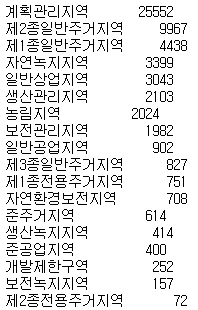 계획관리지역 25552
제2종일반주거지역 9967
제1종일반주거지역 4438
자연녹지지역 3399
일반상업지역 3043
생산관리지역 2103
농림지역 2024
보전관리지역 1982
일반공업지역 902
제3종일반주거지역 827
제1종전용주거지역 751
자연환경보전지역 708
준주거지역 614
생산녹지지역 414
준공업지역 400
개발제한구역 252
보전녹지지역 157
제2종전용주거지역 72